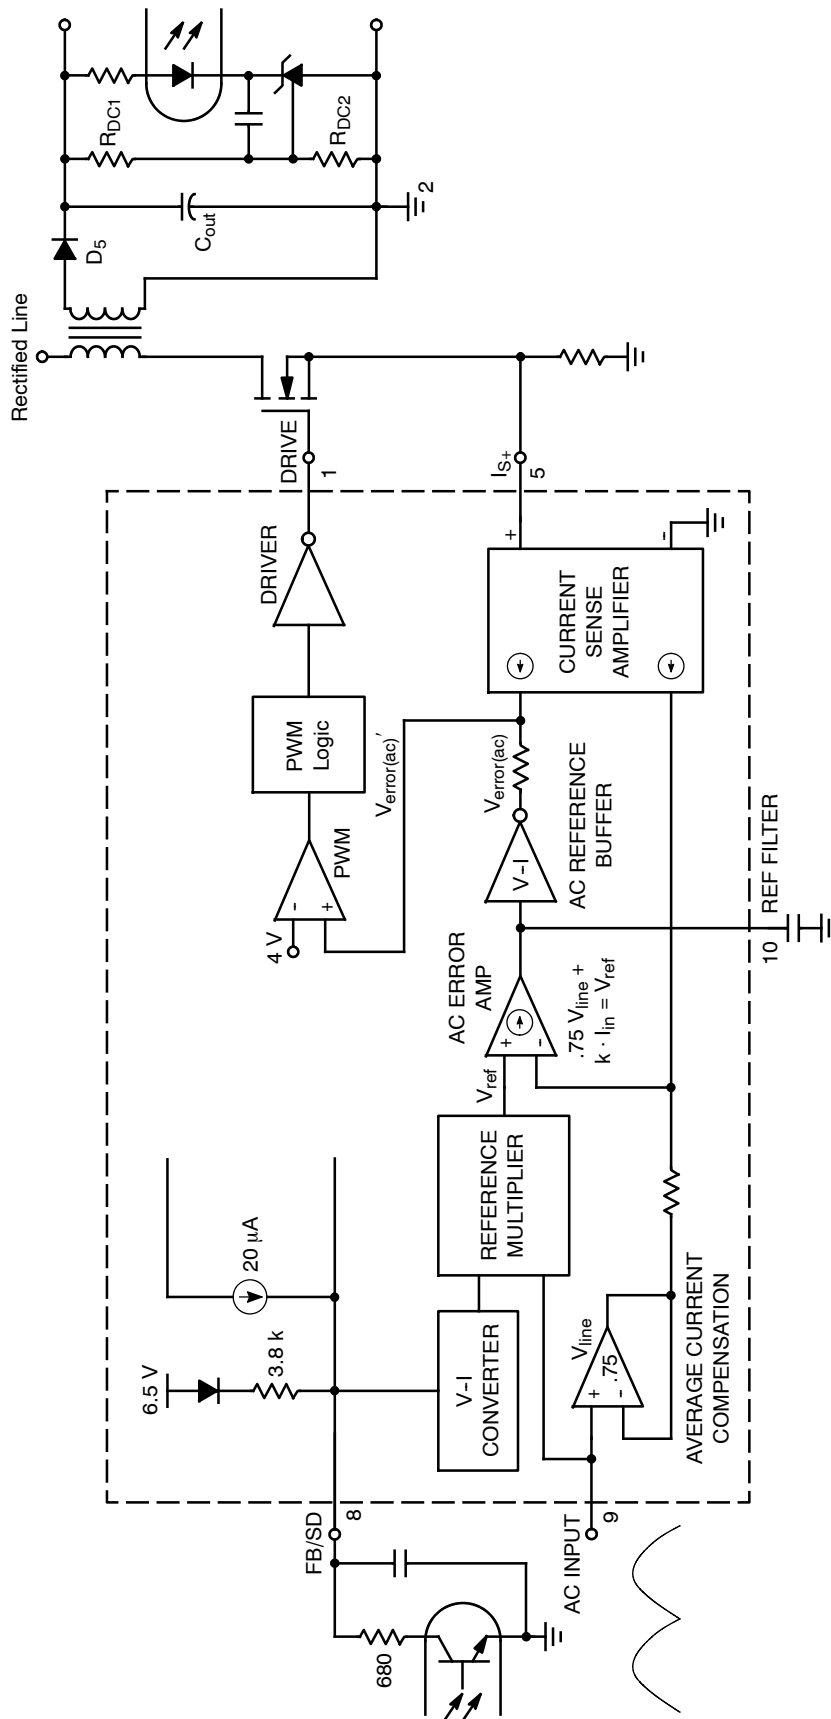 6.5 V
20 µA
3.8 k
FB/SD
8
680
V-I
CONVERTER
REFERENCE
MULTIPLIER
Vref
AC ERROR
AMP
+
-
.75 Vline +
k · Iin = Vref
4 V
-
+
PWM
PWM
Logic
DRIVER
DRIVE
1
Rectified Line
D5
Cout
RDC1
RDC2
2
Verror(ac)′
Verror(ac)
V-I
AC REFERENCE
BUFFER
CURRENT
SENSE
AMPLIFIER
+
-
IS+
5
AC INPUT
9
+
-
.75
Vline
AVERAGE CURRENT
COMPENSATION
10
REF FILTER